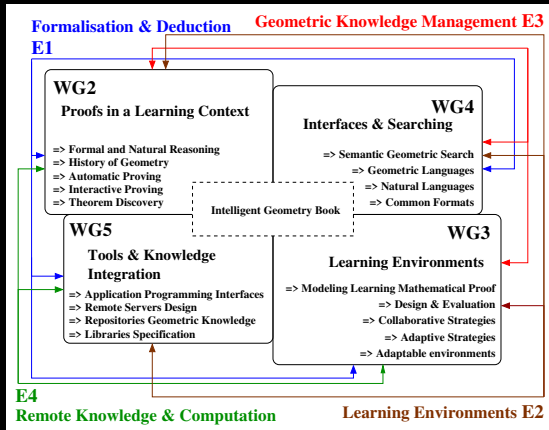 Formalisation & Deduction
E1
Geometric Knowledge Management E3
WG2
Proofs in a Learning Context
=> Formal and Natural Reasoning
=> History of Geometry
=> Automatic Proving
=> Interactive Proving
=> Theorem Discovery
WG4
Interfaces & Searching
=> Semantic Geometric Search
=> Geometric Languages
=> Natural Languages
=> Common Formats
Intelligent Geometry Book
WG5
Tools & Knowledge
Integration
=> Application Programming Interfaces
=> Remote Servers Design
=> Repositories Geometric Knowledge
=> Libraries Specification
WG3
Learning Environments
=> Modeling Learning Mathematical Proof
=> Design & Evaluation
=> Collaborative Strategies
=> Adaptive Strategies
=> Adaptable environments
E4
Remote Knowledge & Computation
Learning Environments E2